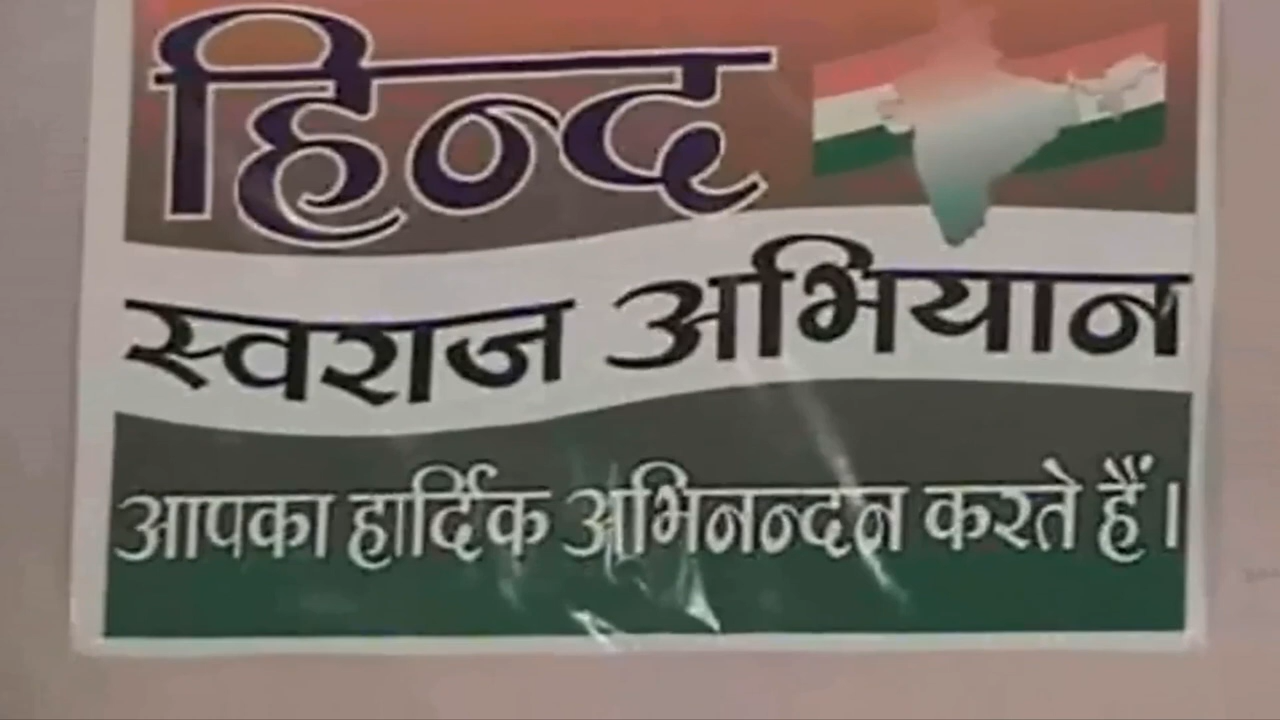 हिन्द
स्वराज अभियान
आपका हार्दिक अभिनन्दन करते हैं।